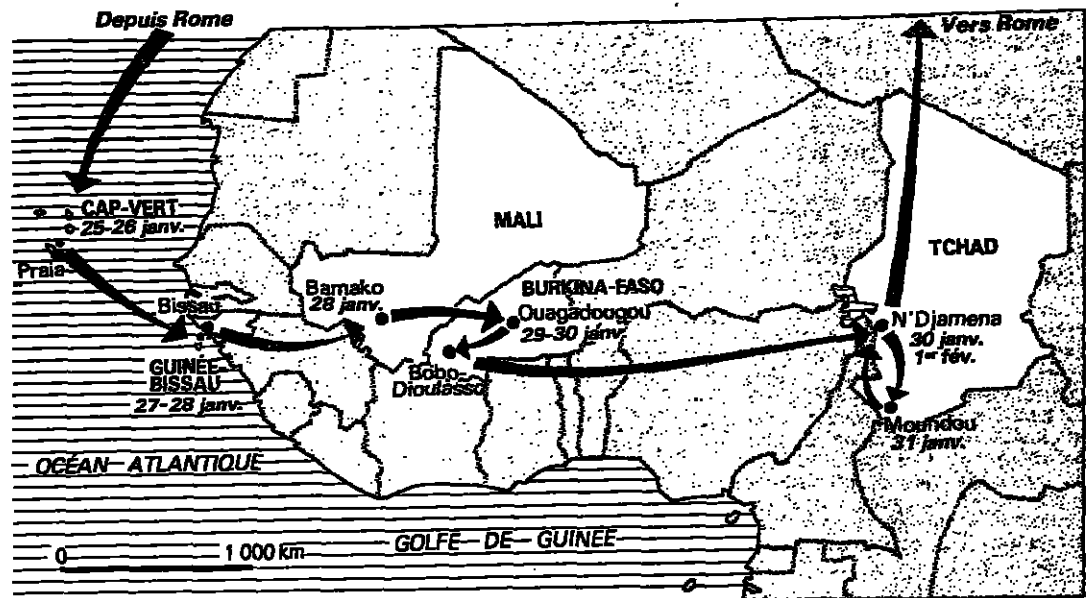 Depuis Rome
Vers Rome
CAP-VERT
25-26 janv.
Praia
MALI
TCHAD
Bissau
GUINÉE
BISSAU
27-28 janv.
Bamako
28 janv.
BURKINA-FASO
Ouagadougou
29-30 janv.
Bobo-
Dioulasso
N'Djamena
30 janv.
1er fév.
Moundou
31 janv.
OCÉAN ATLANTIQUE
GOLFE DE GUINÉE
0 1 000 km